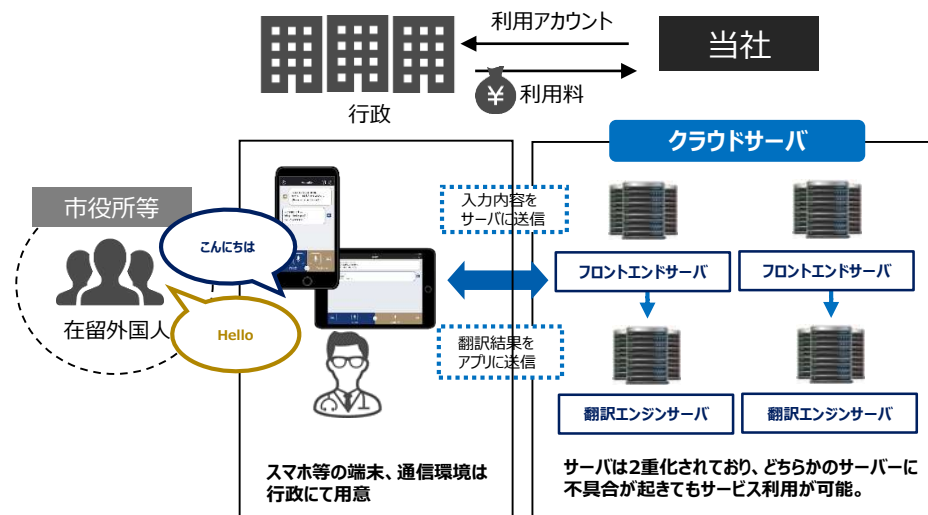 利用アカウント
当社
利用料
行政
クラウドサーバ
市役所等
入力内容を
サーバに送信
こんにちは
フロントエンドサーバ
フロントエンドサーバ
在留外国人
Hello
翻訳結果を
アプリに送信
翻訳エンジンサーバ
翻訳エンジンサーバ
スマホ等の端末、通信環境は
行政にて用意
サーバは2重化されており、どちらかのサーバーに
不具合が起きてもサービス利用が可能。